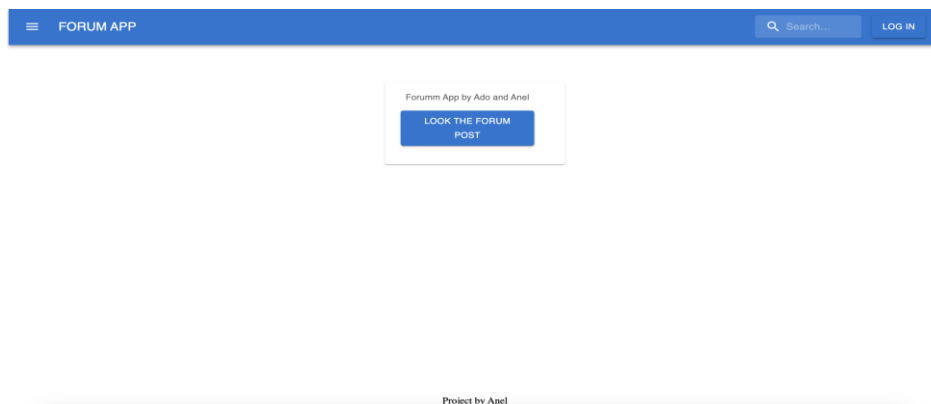 FORUM APP
Search...
LOG IN
Forumm App by Ado and Anel
LOOK THE FORUM
POST
Project by Anel